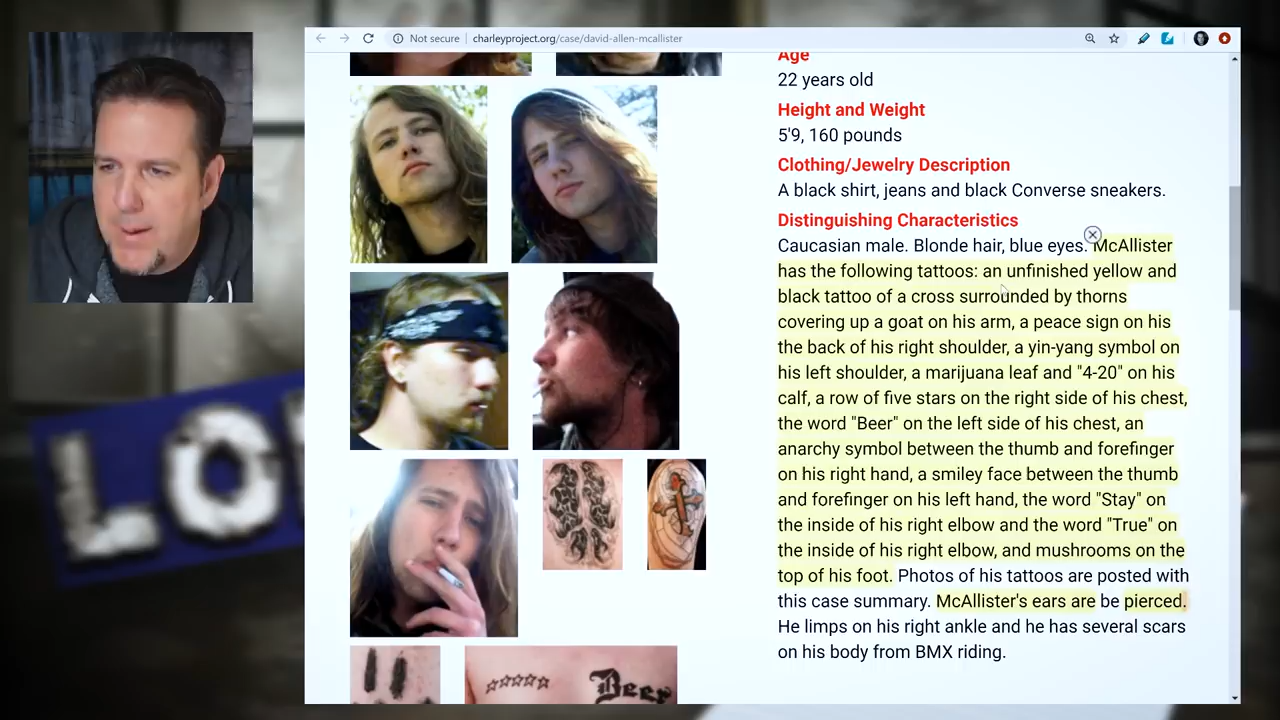 Not secure
charleyproject.org/case/david-allen-mcallister
Age
22 years old
Height and Weight
5'9, 160 pounds
Clothing/Jewelry Description
A black shirt, jeans and black Converse sneakers.
Distinguishing Characteristics
Caucasian male. Blonde hair, blue eyes. McAllister
has the following tattoos: an unfinished yellow and
black tattoo of a cross surrounded by thorns
covering up a goat on his arm, a peace sign on his
the back of his right shoulder, a yin-yang symbol on
his left shoulder, a marijuana leaf and "4-20" on his
calf, a row of five stars on the right side of his chest,
the word "Beer" on the left side of his chest, an
anarchy symbol between the thumb and forefinger
on his right hand, a smiley face between the thumb
and forefinger on his left hand, the word "Stay" on
the inside of his right elbow and the word "True" on
the inside of his right elbow, and mushrooms on the
top of his foot. Photos of his tattoos are posted with
this case summary. McAllister's ears are be pierced.
He limps on his right ankle and he has several scars
on his body from BMX riding.
Beer
LO